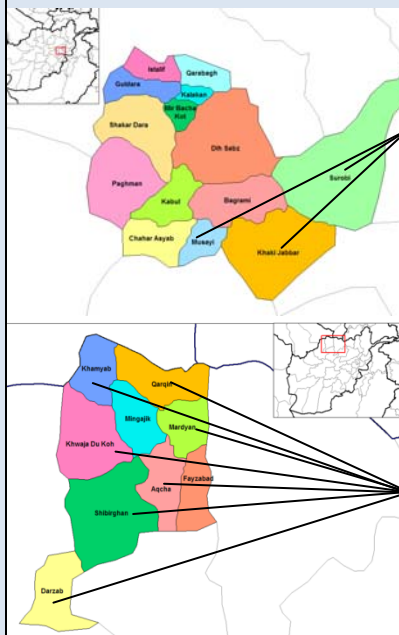 Istalif
Qarabagh
Guldara
Kalakan
Mir Bacha
Kot
Shakar Dara
Dih Sabz
Paghman
Surobi
Kabul
Bagrami
Chahar Asyab
Musayi
Khaki Jabbar
Khamyab
Qarqin
Mingajik
Mardyan
Khwaja Du Koh
Aqcha
Fayzabad
Shibirghan
Darzab